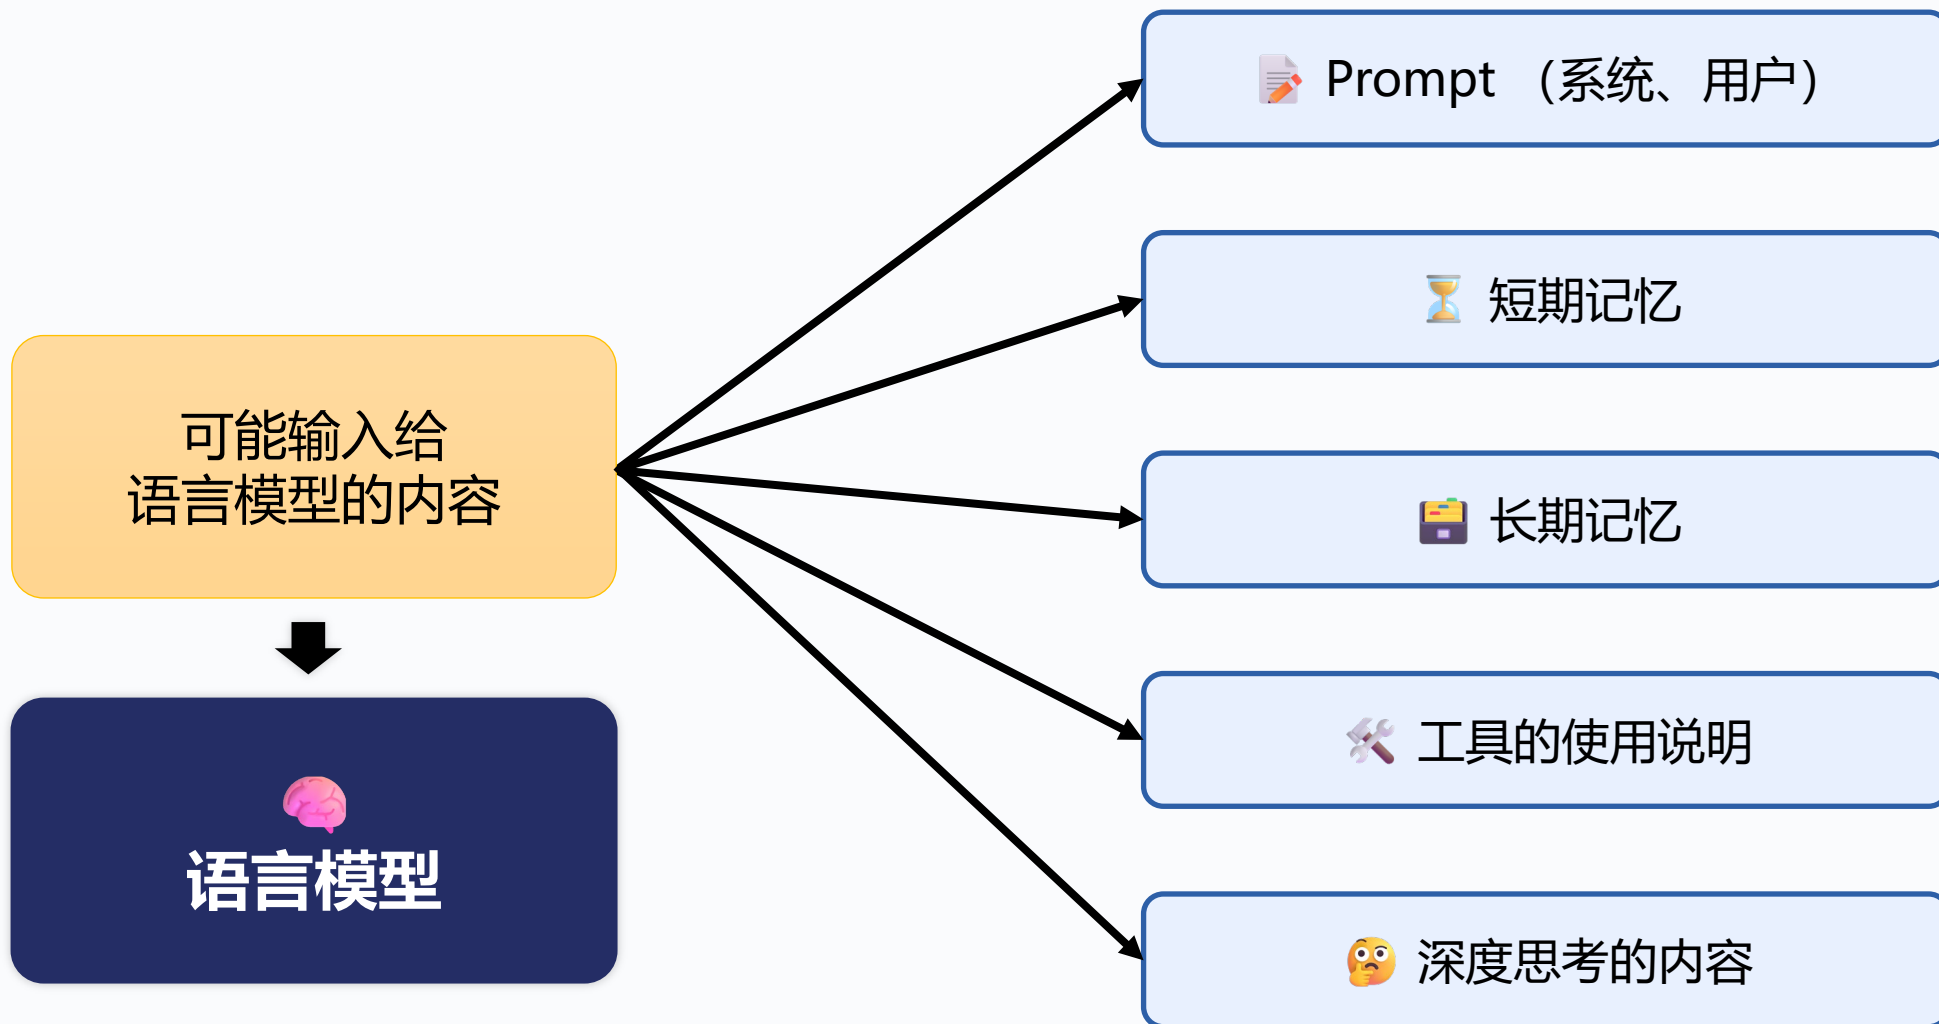 可能输入给
语言模型的内容
语言模型
Prompt （系统、用户）
短期记忆
长期记忆
工具的使用说明
深度思考的内容